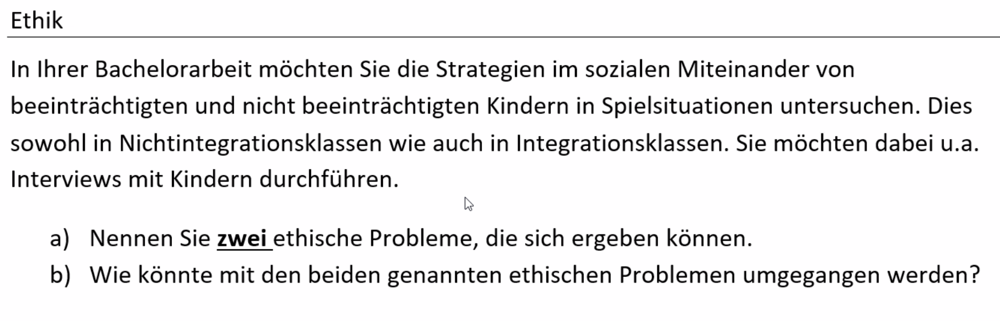 Ethik
In Ihrer Bachelorarbeit möchten Sie die Strategien im sozialen Miteinander von
beeinträchtigten und nicht beeinträchtigten Kindern in Spielsituationen untersuchen. Dies
sowohl in Nichtintegrationsklassen wie auch in Integrationsklassen. Sie möchten dabei u.a.
Interviews mit Kindern durchführen.
a) Nennen Sie zwei ethische Probleme, die sich ergeben können.
b) Wie könnte mit den beiden genannten ethischen Problemen umgegangen werden?